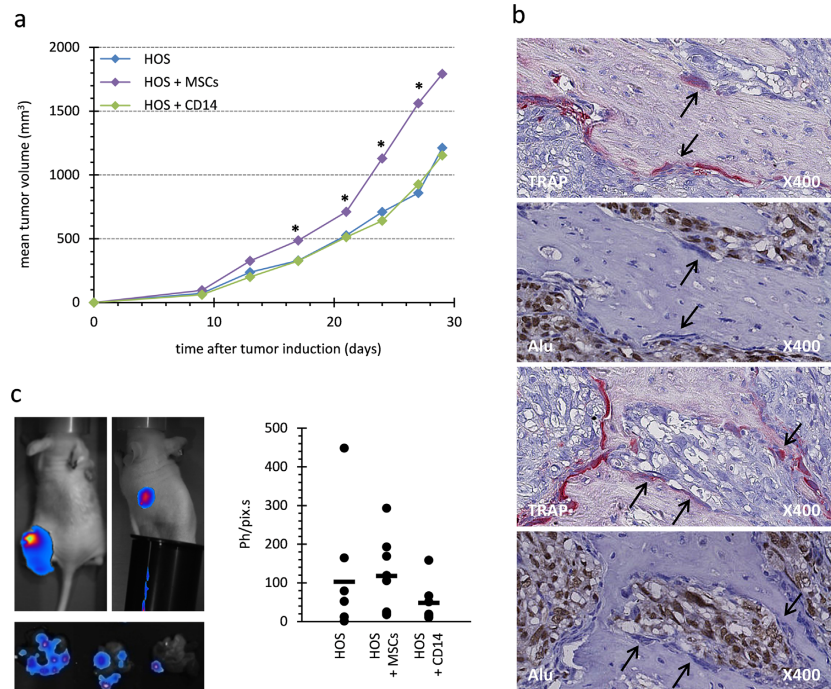 a
2000
1500
1000
500
0
mean tumor volume (mm³)
HOS
HOS + MSCs
HOS + CD14
*
*
*
*
0
10
20
30
time after tumor induction (days)
b
TRAP
X400
Alu
X400
TRAP
X400
Alu
X400
c
500
400
300
200
100
0
Ph/pix.s
HOS
HOS
+ MSCs
HOS
+ CD14